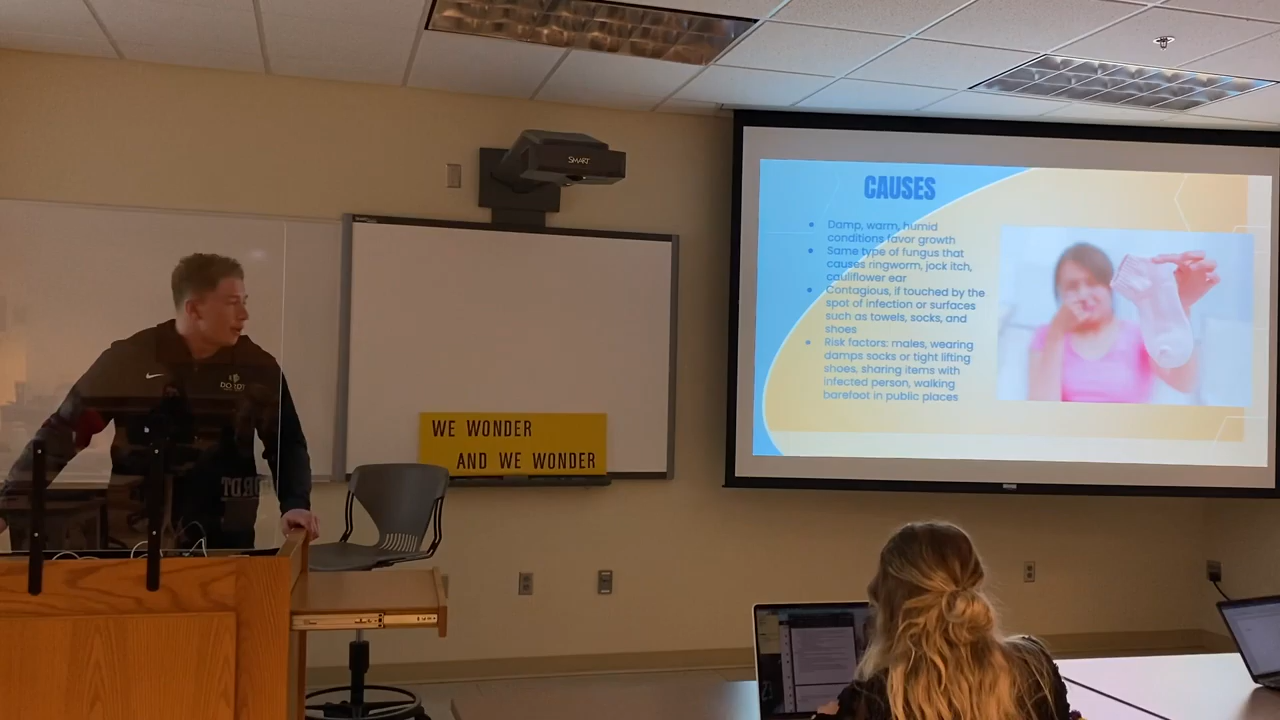 SMART
CAUSES
Damp, warm, humid
conditions favor growth
Same type of fungus that
causes ringworm, jock itch,
cauliflower ear
Contagious, if touched by the
spot of infection or surfaces
such as towels, socks, and
shoes
Risk factors: males, wearing
damps socks or tight lifting
shoes, sharing items with
infected person, walking
barefoot in public places
DORDT
WE WONDER
AND WE WONDER
DORDT